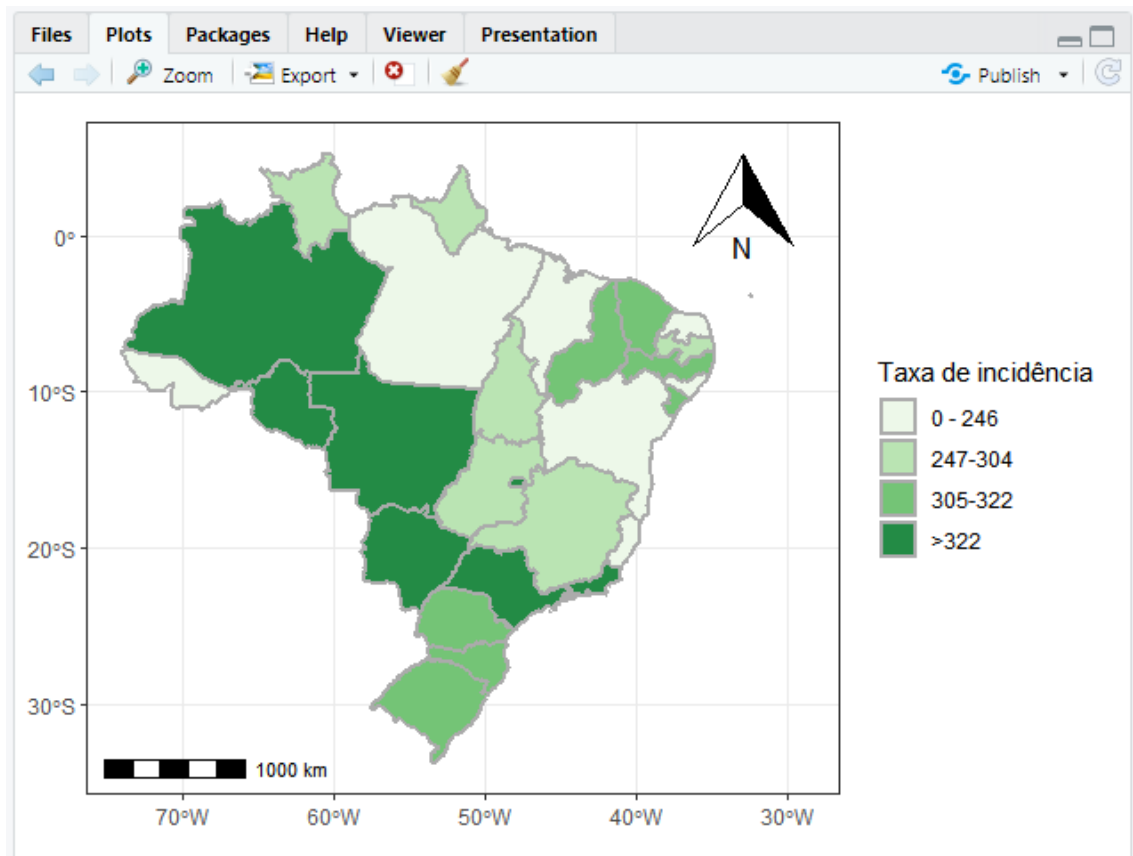 Files Plots Packages Help Viewer Presentation
Zoom Export Publish
N
0°
10°S
20°S
30°S
1000 km
70°W 60°W 50°W 40°W 30°W
Taxa de incidência
0 - 246
247-304
305-322
>322